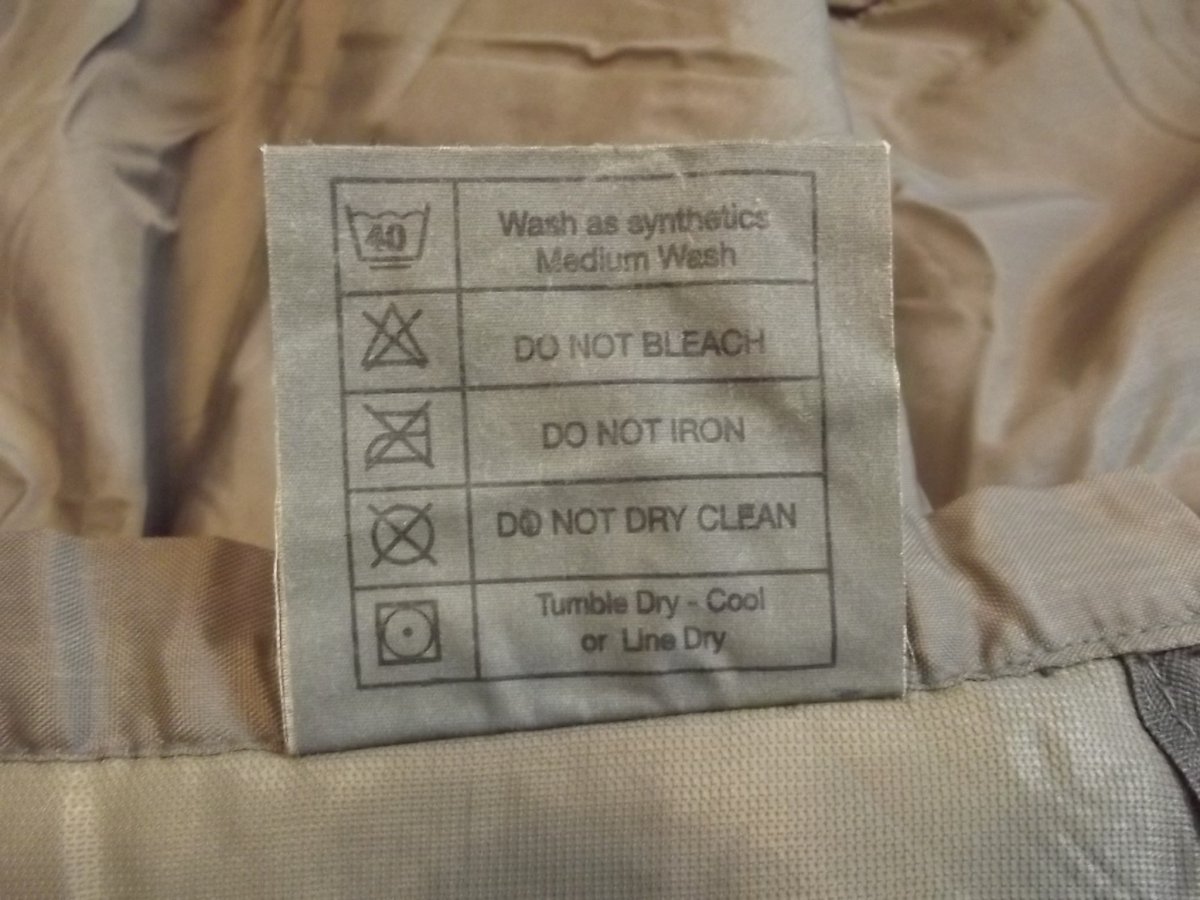 40
Wash as synthetics
Medium Wash
DO NOT BLEACH
DO NOT IRON
DO NOT DRY CLEAN
Tumble Dry - Cool
or Line Dry